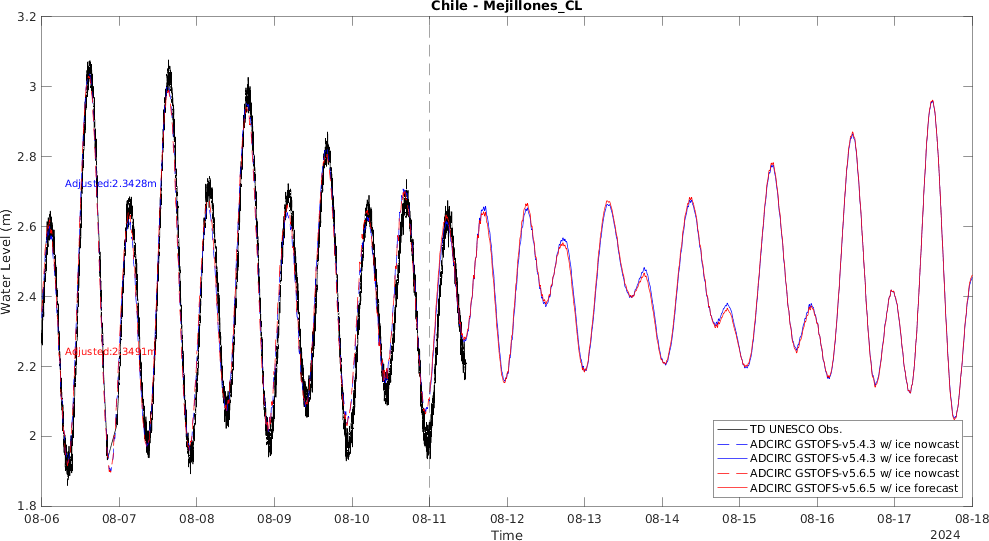 Chile - Mejillones_CL
3.2
3
2.8
2.6
2.4
2.2
2
1.8
Water Level (m)
Adjusted:2.3428m
Adjusted:2.3491m
TD UNESCO Obs.
ADCIRC GSTOFS-v5.4.3 w/ ice nowcast
ADCIRC GSTOFS-v5.4.3 w/ ice forecast
ADCIRC GSTOFS-v5.6.5 w/ ice nowcast
ADCIRC GSTOFS-v5.6.5 w/ ice forecast
08-06 08-07 08-08 08-09 08-10 08-11 08-12 08-13 08-14 08-15 08-16 08-17 08-18
Time
2024